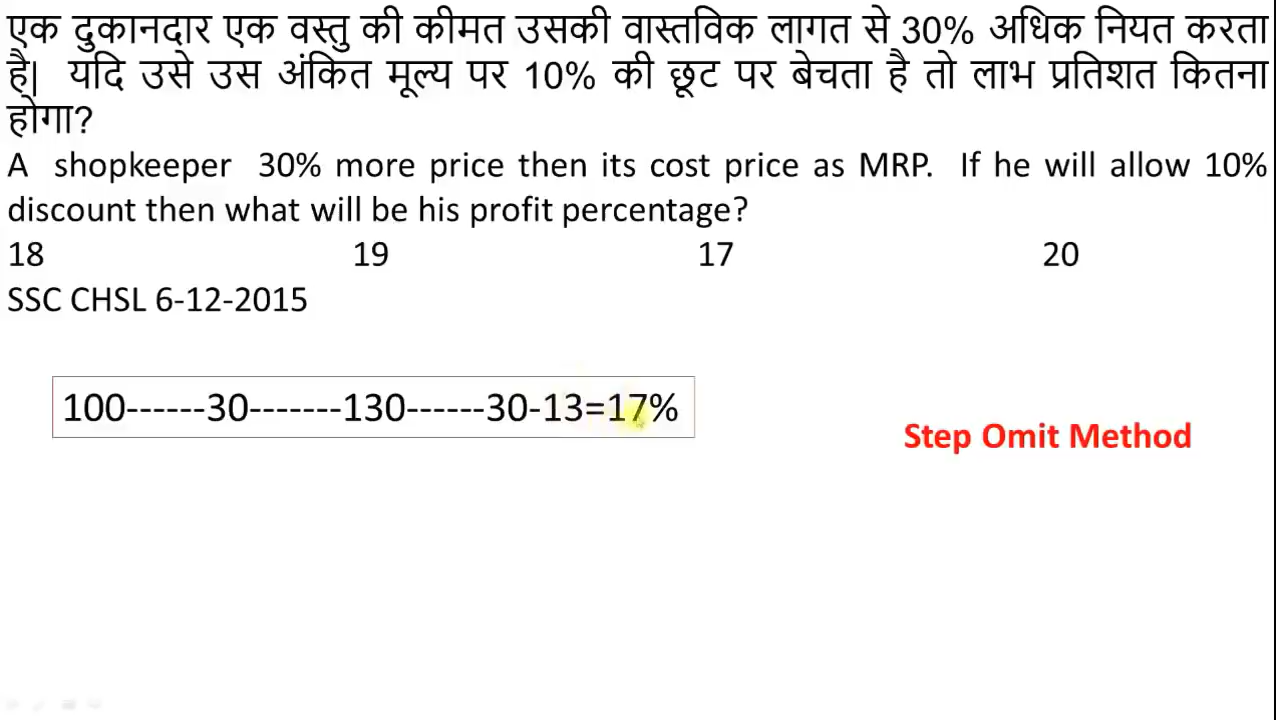 एक दुकानदार एक वस्तु की कीमत उसकी वास्तविक लागत से 30% अधिक नियत करता
है| यदि उसे उस अंकित मूल्य पर 10% की छूट पर बेचता है तो लाभ प्रतिशत कितना
होगा?
A shopkeeper 30% more price then its cost price as MRP. If he will allow 10%
discount then what will be his profit percentage?
18 19 17 20
SSC CHSL 6-12-2015
100------30-------130------30-13=17%
Step Omit Method